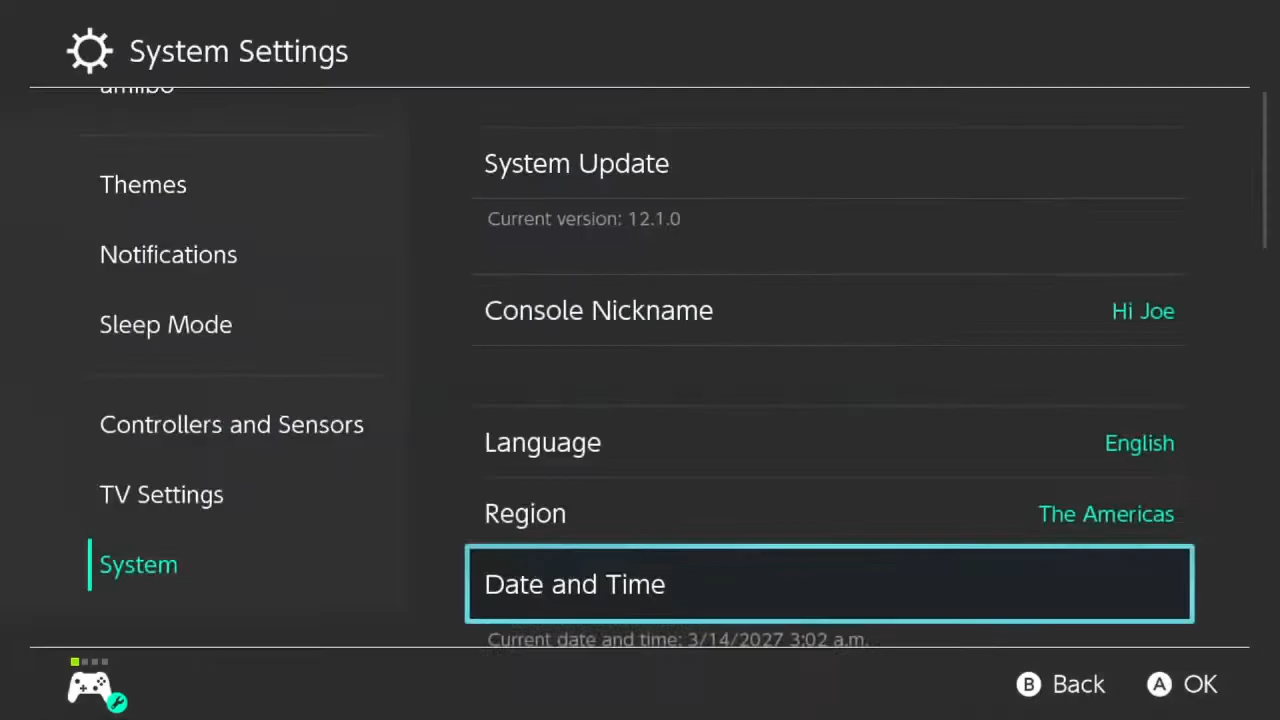 System Settings
amiibo
Themes
Notifications
Sleep Mode
Controllers and Sensors
TV Settings
System
System Update
Current version: 12.1.0
Console Nickname Hi Joe
Language English
Region The Americas
Date and Time
Current date and time: 3/14/2027 3:02 a.m.
B Back A OK